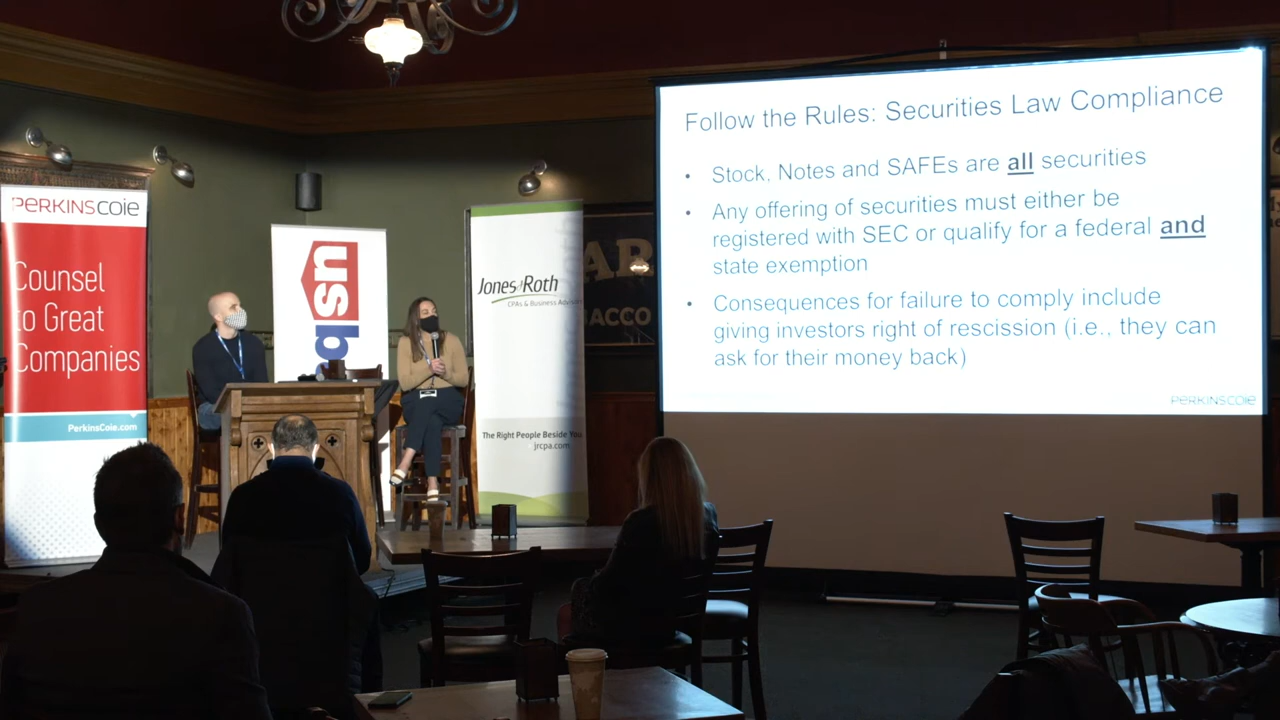 PERKINSCOIE
Counsel
to Great
Companies
PerkinsCoie.com
Jones & Roth
CPAs & Business Advisors
The Right People Beside You.
jrcpa.com
ACCO
Follow the Rules: Securities Law Compliance
• Stock, Notes and SAFEs are all securities
• Any offering of securities must either be
registered with SEC or qualify for a federal and
state exemption
• Consequences for failure to comply include
giving investors right of rescission (i.e., they can
ask for their money back)
PERKINSCOIE